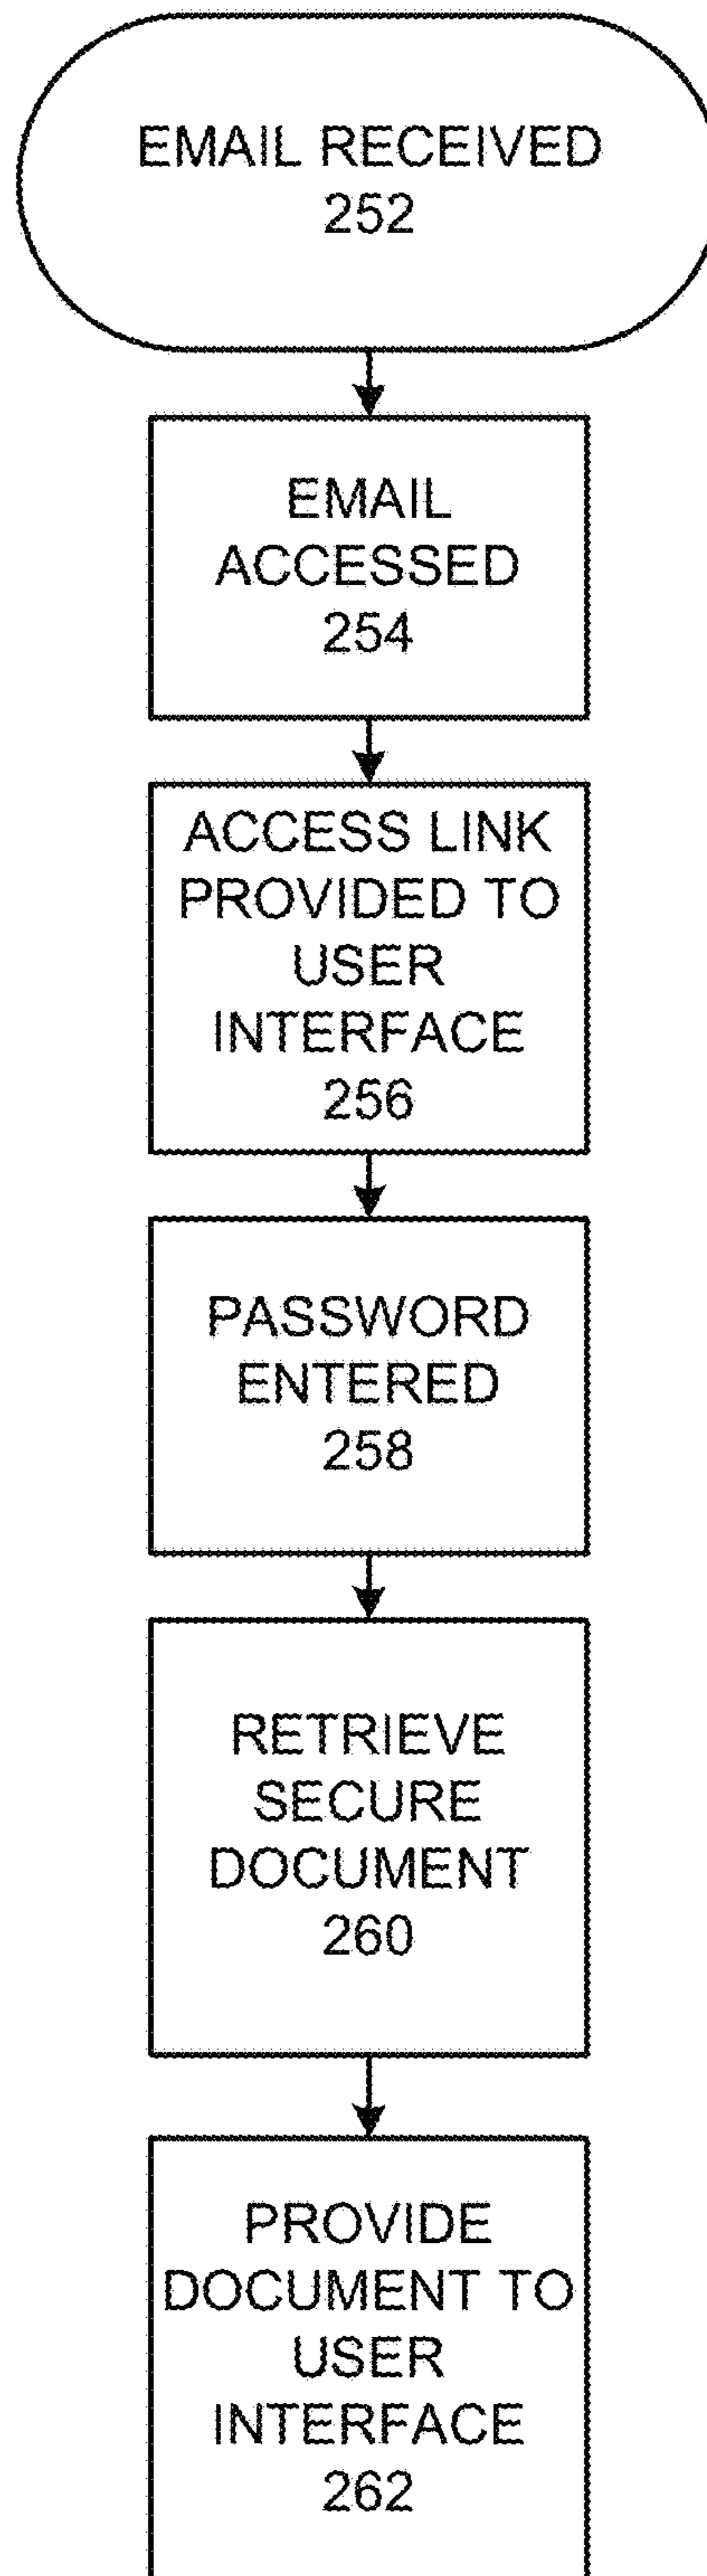 EMAIL RECEIVED
252
EMAIL
ACCESSED
254
ACCESS LINK
PROVIDED TO
USER
INTERFACE
256
PASSWORD
ENTERED
258
RETRIEVE
SECURE
DOCUMENT
260
PROVIDE
DOCUMENT TO
USER
INTERFACE
262